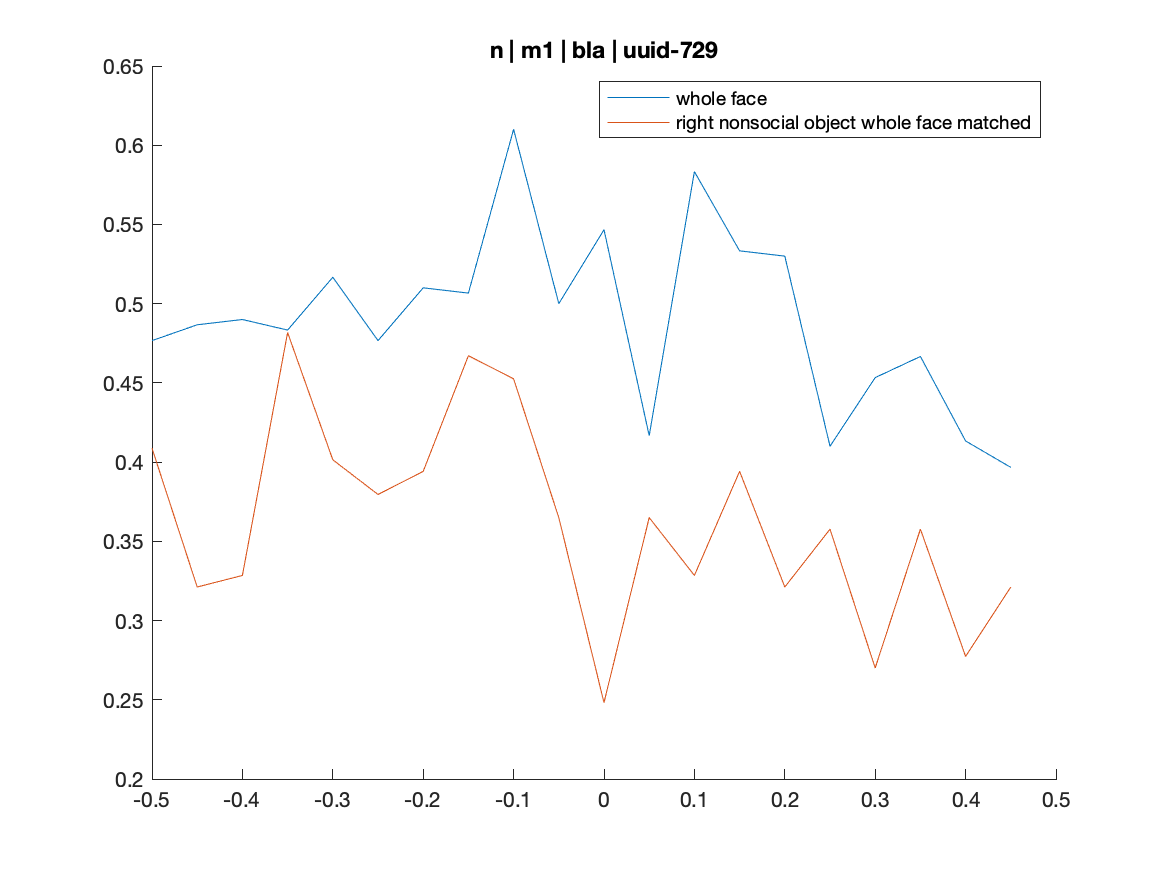 n | m1 | bla | uuid-729
0.65
whole face
right nonsocial object whole face matched
0.6
0.55
0.5
0.45
0.4
0.35
0.3
0.25
0.2
-0.5 -0.4 -0.3 -0.2 -0.1 0 0.1 0.2 0.3 0.4 0.5